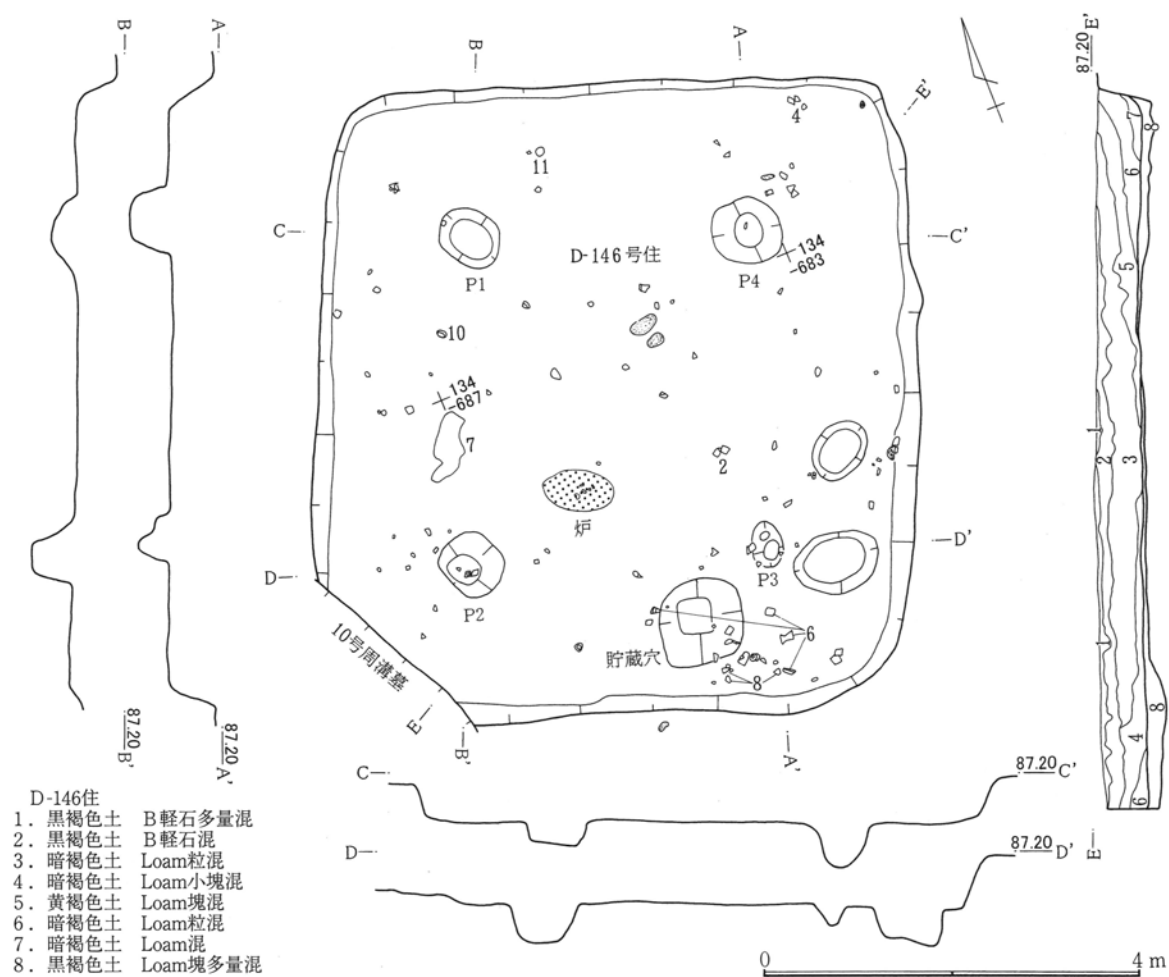 B
A
B
A
87.20 E'
E'
4
7
8
11
6
C
C'
D-146号住
134
-683
P1
P4
5
10
134
-687
7
2
1
2
3
炉
D
D'
P3
P2
1
10号周溝墓
貯蔵穴
6
8
8
E
B'
A'
4
6
87.20 B'
87.20 A'
C
87.20 C'
D
87.20 D'
E
D-146住
1. 黒褐色土 B軽石多量混
2. 黒褐色土 B軽石混
3. 暗褐色土 Loam粒混
4. 暗褐色土 Loam小塊混
5. 黄褐色土 Loam塊混
6. 暗褐色土 Loam粒混
7. 暗褐色土 Loam混
8. 黒褐色土 Loam塊多量混
0 4m